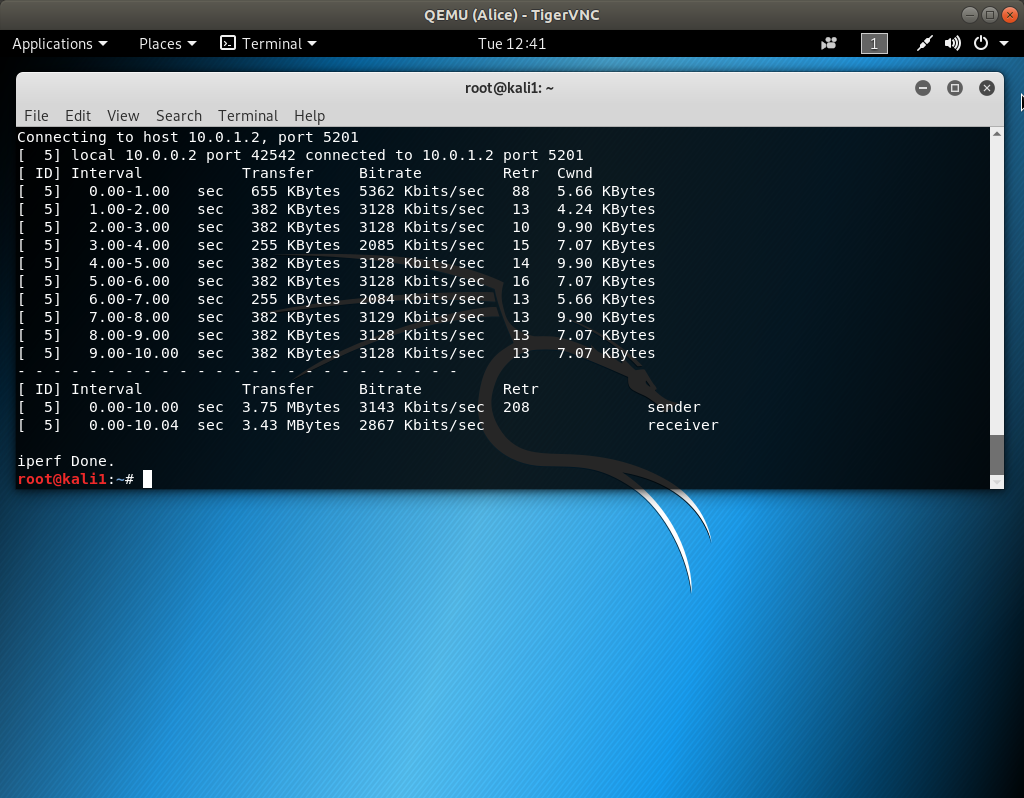 QEMU (Alice) - TigerVNC
Applications Places Terminal Tue 12:41 1
root@kali1: ~
File Edit View Search Terminal Help
Connecting to host 10.0.1.2, port 5201
[  5] local 10.0.0.2 port 42542 connected to 10.0.1.2 port 5201
[ ID] Interval           Transfer     Bitrate         Retr  Cwnd
[  5]   0.00-1.00   sec   655 KBytes  5362 Kbits/sec   88   5.66 KBytes
[  5]   1.00-2.00   sec   382 KBytes  3128 Kbits/sec   13   4.24 KBytes
[  5]   2.00-3.00   sec   382 KBytes  3128 Kbits/sec   10   9.90 KBytes
[  5]   3.00-4.00   sec   255 KBytes  2085 Kbits/sec   15   7.07 KBytes
[  5]   4.00-5.00   sec   382 KBytes  3128 Kbits/sec   14   9.90 KBytes
[  5]   5.00-6.00   sec   382 KBytes  3128 Kbits/sec   16   7.07 KBytes
[  5]   6.00-7.00   sec   255 KBytes  2084 Kbits/sec   13   5.66 KBytes
[  5]   7.00-8.00   sec   382 KBytes  3129 Kbits/sec   13   9.90 KBytes
[  5]   8.00-9.00   sec   382 KBytes  3128 Kbits/sec   13   7.07 KBytes
[  5]   9.00-10.00  sec   382 KBytes  3128 Kbits/sec   13   7.07 KBytes
- - - - - - - - - - - - - - - - - - - - - - - - -
[ ID] Interval           Transfer     Bitrate         Retr
[  5]   0.00-10.00  sec  3.75 MBytes  3143 Kbits/sec  208             sender
[  5]   0.00-10.04  sec  3.43 MBytes  2867 Kbits/sec                  receiver
iperf Done.
root@kali1:~#